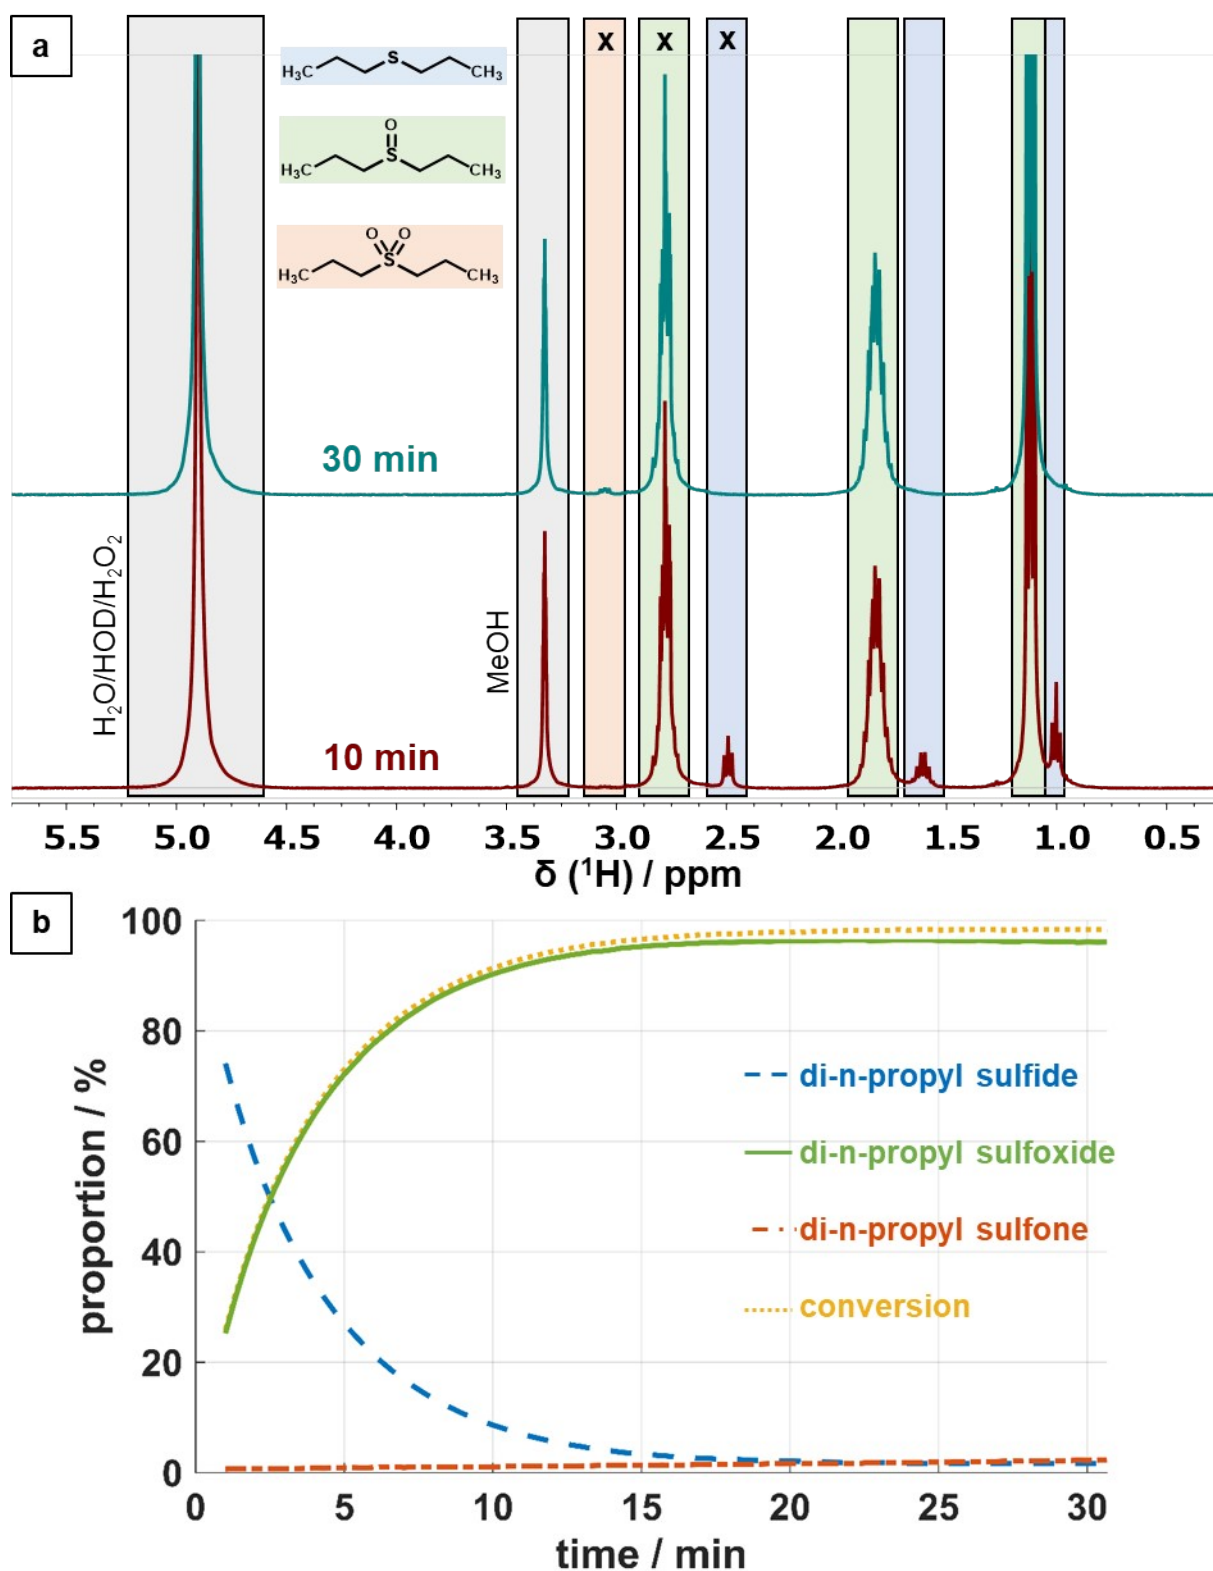 a
x x x
S
H₃C CH₃
O
S
H₃C CH₃
O O
S
H₃C CH₃
30 min
H₂O/HOD/H₂O₂
MeOH
10 min
5.5 5.0 4.5 4.0 3.5 3.0 2.5 2.0 1.5 1.0 0.5
δ (¹H) / ppm
b
100
80
60
40
20
0
proportion / %
di-n-propyl sulfide
di-n-propyl sulfoxide
di-n-propyl sulfone
conversion
0 5 10 15 20 25 30
time / min